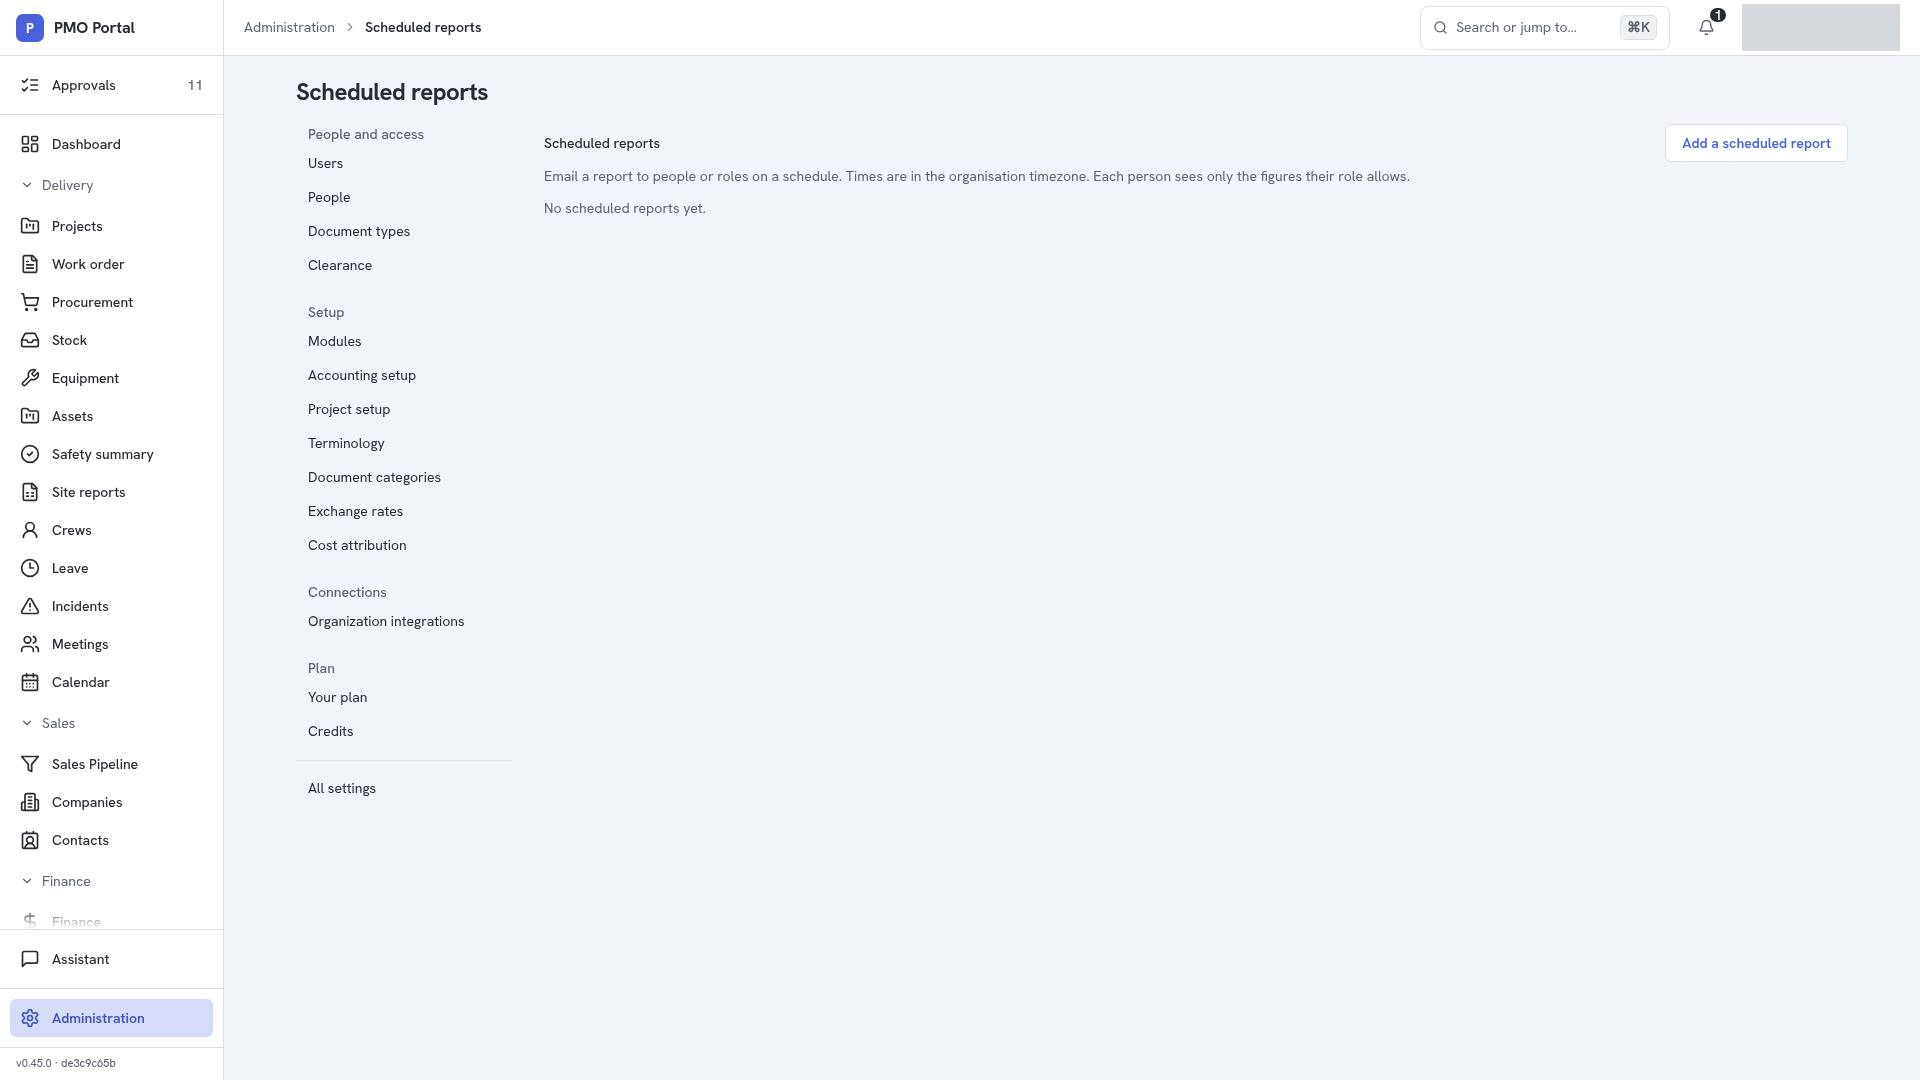 P PMO Portal
Administration > Scheduled reports
Search or jump to... ⌘K
1
Approvals 11
Dashboard
Delivery
Projects
Work order
Procurement
Stock
Equipment
Assets
Safety summary
Site reports
Crews
Leave
Incidents
Meetings
Calendar
Sales
Sales Pipeline
Companies
Contacts
Finance
Finance
Assistant
Administration
v0.45.0 · de3c9c65b
Scheduled reports
People and access
Users
People
Document types
Clearance
Setup
Modules
Accounting setup
Project setup
Terminology
Document categories
Exchange rates
Cost attribution
Connections
Organization integrations
Plan
Your plan
Credits
All settings
Scheduled reports
Add a scheduled report
Email a report to people or roles on a schedule. Times are in the organisation timezone. Each person sees only the figures their role allows.
No scheduled reports yet.